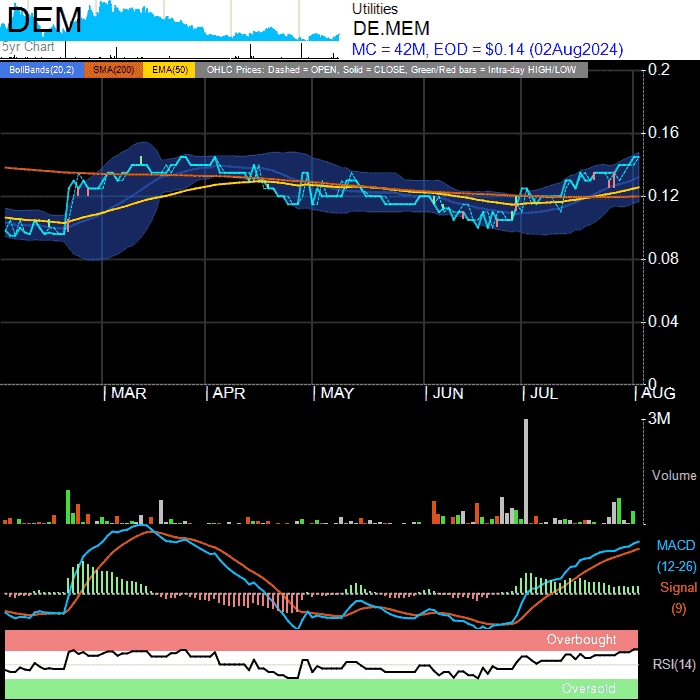 DEM
Utilities
DE.MEM
5yr Chart
MC = 42M, EOD = $0.14 (02Aug2024)
BollBands(20,2) SMA(200) EMA(50) OHLC Prices: Dashed = OPEN, Solid = CLOSE, Green/Red bars = Intra-day HIGH/LOW
0.2
0.16
0.12
0.08
0.04
0
MAR APR MAY JUN JUL AUG
3M
Volume
MACD
(12-26)
Signal
(9)
Overbought
RSI(14)
Oversold